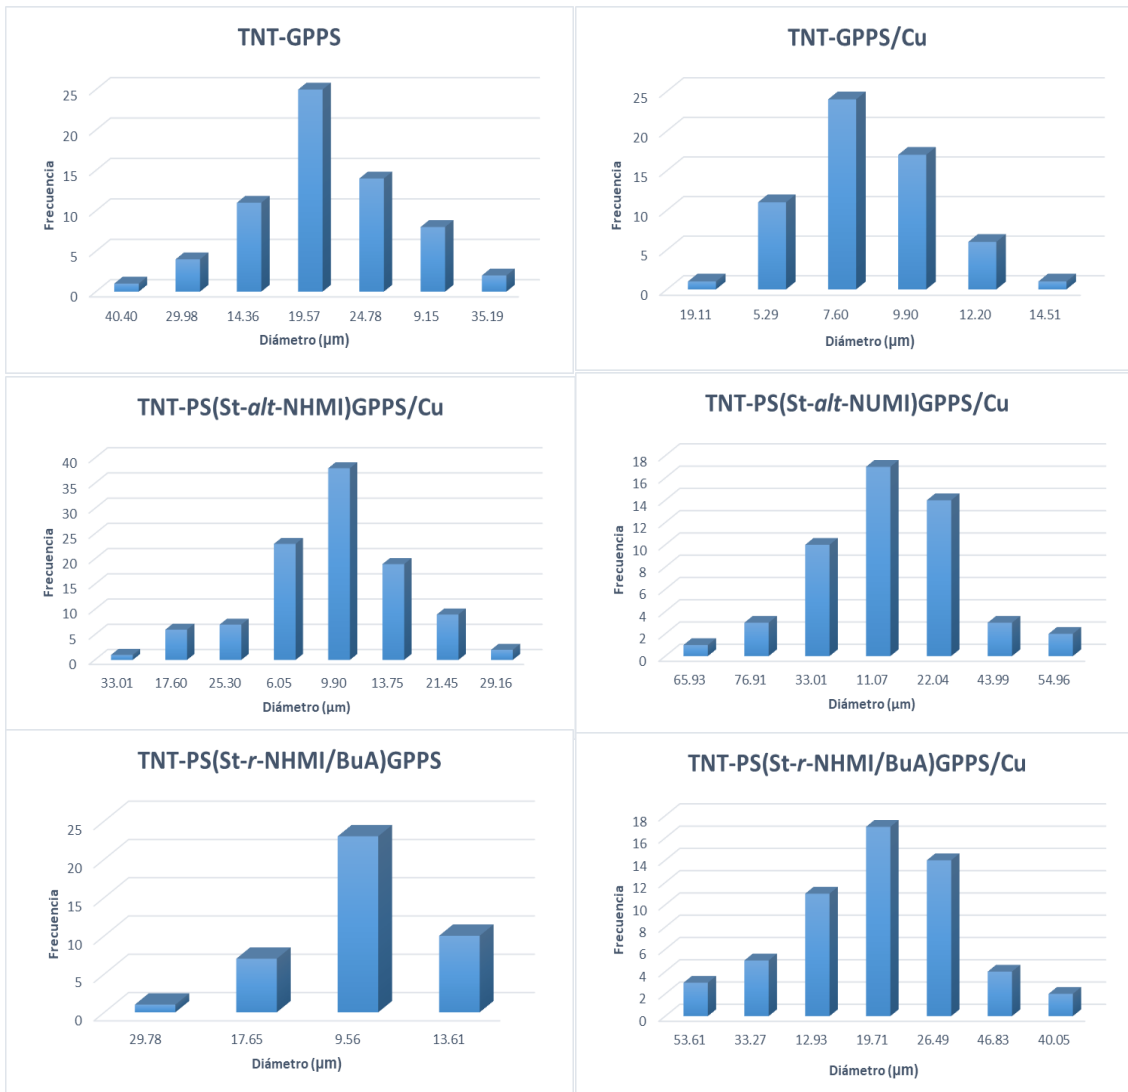 TNT-GPPS
Frecuencia
25
20
15
10
5
0
40.40 29.98 14.36 19.57 24.78 9.15 35.19
Diámetro (µm)
TNT-GPPS/Cu
Frecuencia
25
20
15
10
5
0
19.11 5.29 7.60 9.90 12.20 14.51
Diámetro (µm)
TNT-PS(St-alt-NHMI)GPPS/Cu
Frecuencia
40
35
30
25
20
15
10
5
0
33.01 17.60 25.30 6.05 9.90 13.75 21.45 29.16
Diámetro (µm)
TNT-PS(St-alt-NUMI)GPPS/Cu
Frecuencia
18
16
14
12
10
8
6
4
2
0
65.93 76.91 33.01 11.07 22.04 43.99 54.96
Diámetro (µm)
TNT-PS(St-r-NHMI/BuA)GPPS
Frecuencia
25
20
15
10
5
0
29.78 17.65 9.56 13.61
Diámetro (µm)
TNT-PS(St-r-NHMI/BuA)GPPS/Cu
Frecuencia
18
16
14
12
10
8
6
4
2
0
53.61 33.27 12.93 19.71 26.49 46.83 40.05
Diámetro (µm)